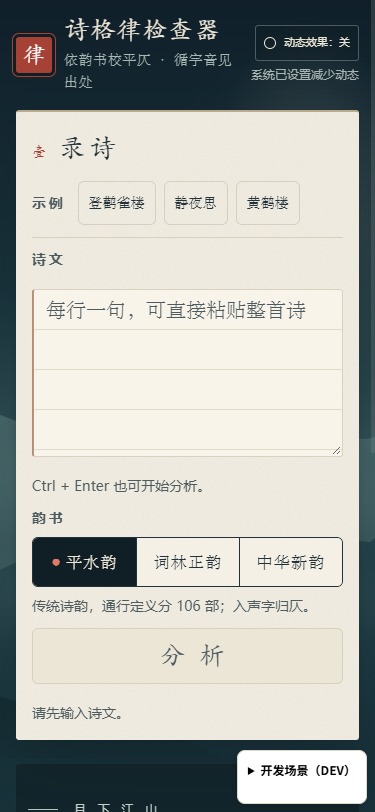 律
诗格律检查器
依韵书校平仄 · 循字音见
出处
动态效果：关
系统已设置减少动态
壹 录诗
示例 登鹳雀楼 静夜思 黄鹤楼
诗文
每行一句，可直接粘贴整首诗
Ctrl + Enter 也可开始分析。
韵书
平水韵 词林正韵 中华新韵
传统诗韵，通行定义分 106 部；入声字归仄。
分析
请先输入诗文。
开发场景（DEV）
月下江山